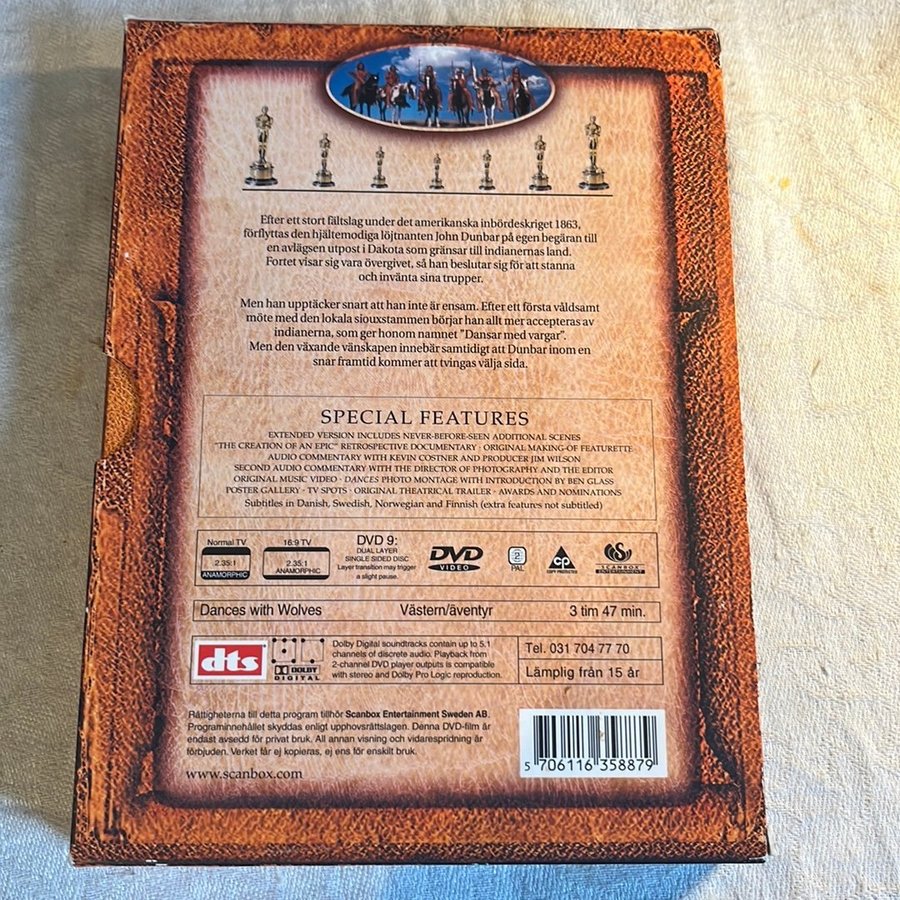 Efter ett stort fältslag under det amerikanska inbördeskriget 1863,
förflyttas den hjältemodiga löjtnanten John Dunbar på egen begäran till
en avlägsen utpost i Dakota som gränsar till indianernas land.
Fortet visar sig vara övergivet, så han beslutar sig för att stanna
och invänta sina trupper.
Men han upptäcker snart att han inte är ensam. Efter ett första våldsamt
möte med den lokala siouxstammen börjar han allt mer accepteras av
indianerna, som ger honom namnet "Dansar med vargar".
Men den växande vänskapen innebär samtidigt att Dunbar inom en
snar framtid kommer att tvingas välja sida.
SPECIAL FEATURES
EXTENDED VERSION INCLUDES NEVER-BEFORE-SEEN ADDITIONAL SCENES
"THE CREATION OF AN EPIC" RETROSPECTIVE DOCUMENTARY · ORIGINAL MAKING-OF FEATURETTE
AUDIO COMMENTARY WITH KEVIN COSTNER AND PRODUCER JIM WILSON
SECOND AUDIO COMMENTARY WITH THE DIRECTOR OF PHOTOGRAPHY AND THE EDITOR
ORIGINAL MUSIC VIDEO · DANCES PHOTO MONTAGE WITH INTRODUCTION BY BEN GLASS
POSTER GALLERY · TV SPOTS · ORIGINAL THEATRICAL TRAILER · AWARDS AND NOMINATIONS
Subtitles in Danish, Swedish, Norwegian and Finnish (extra features not subtitled)
Normal TV
2.35:1
ANAMORPHIC
16:9 TV
2.35:1
ANAMORPHIC
DVD 9:
DUAL LAYER
SINGLE SIDED DISC
Layer transition may trigger
a slight pause.
DVD
VIDEO
2
PAL
CP
COPY PROTECTED
SCANBOX
ENTERTAINMENT
Dances with Wolves Västern/äventyr 3 tim 47 min.
dts
DOLBY
DIGITAL
Dolby Digital soundtracks contain up to 5.1
channels of discrete audio. Playback from
2-channel DVD player outputs is compatible
with stereo and Dolby Pro Logic reproduction.
Tel. 031 704 77 70
Lämplig från 15 år
Rättigheterna till detta program tillhör Scanbox Entertainment Sweden AB.
Programinnehållet skyddas enligt upphovsrättslagen. Denna DVD-film är
endast avsedd för privat bruk. All annan visning och vidarespridning är
förbjuden. Verket får ej kopieras, ej ens för enskilt bruk.
www.scanbox.com
5 706116 358879